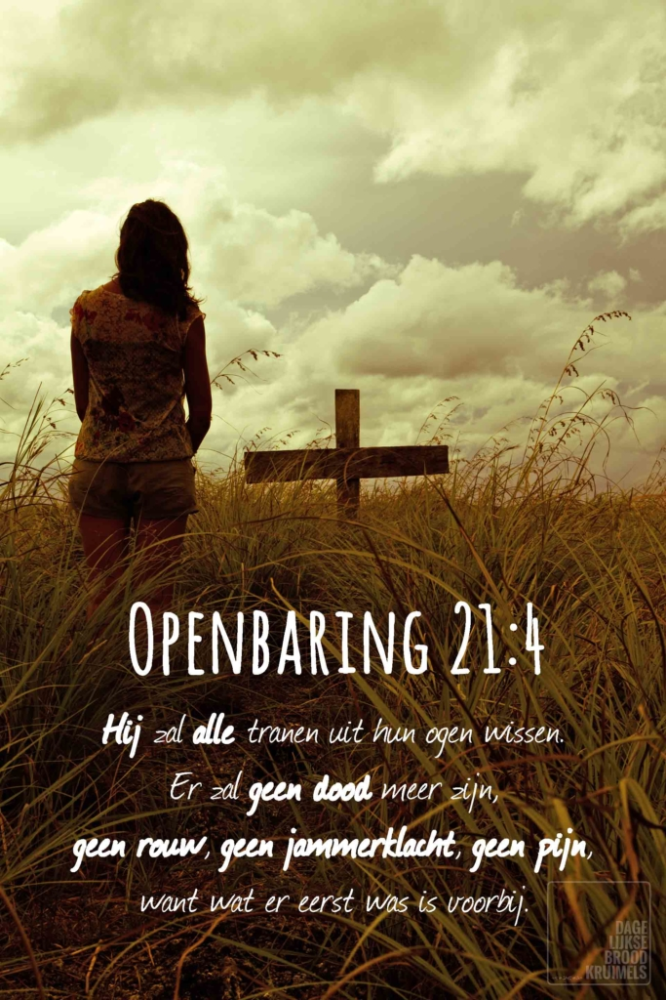 Openbaring 21:4
Hij zal alle tranen uit hun ogen wissen.
Er zal geen dood meer zijn,
geen rouw, geen jammerklacht, geen pijn,
want wat er eerst was is voorbij.
DAGE
LIJKSE
BROOD
KRUIMELS